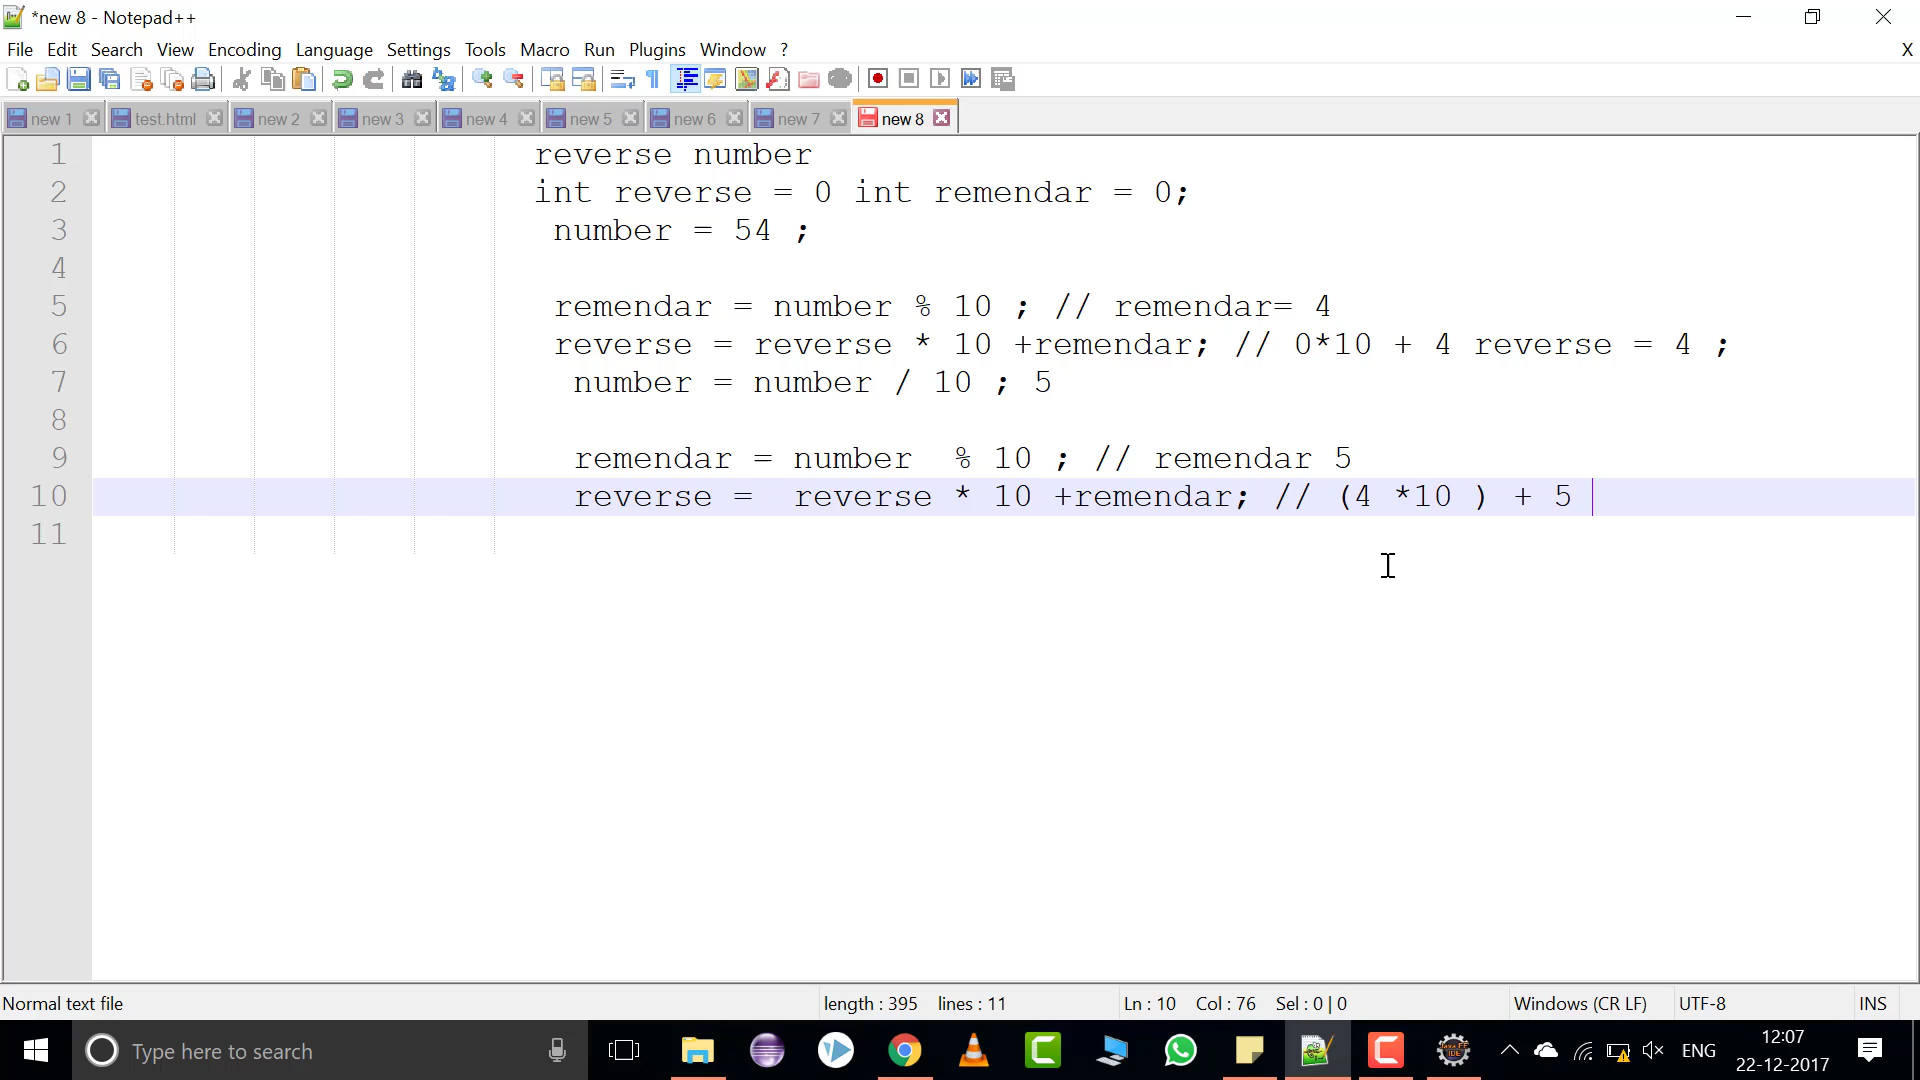 *new 8 - Notepad++
File Edit Search View Encoding Language Settings Tools Macro Run Plugins Window ? X
new 1 test.html new 2 new 3 new 4 new 5 new 6 new 7 new 8
1 reverse number
2 int reverse = 0 int remendar = 0;
3 number = 54 ;
4
5 remendar = number % 10 ; // remendar= 4
6 reverse = reverse * 10 +remendar; // 0*10 + 4 reverse = 4 ;
7 number = number / 10 ; 5
8
9 remendar = number  % 10 ; // remendar 5
10 reverse =  reverse * 10 +remendar; // (4 *10 ) + 5
11
Normal text file length : 395 lines : 11 Ln : 10 Col : 76 Sel : 0 | 0 Windows (CR LF) UTF-8 INS
Type here to search ENG 12:07
22-12-2017